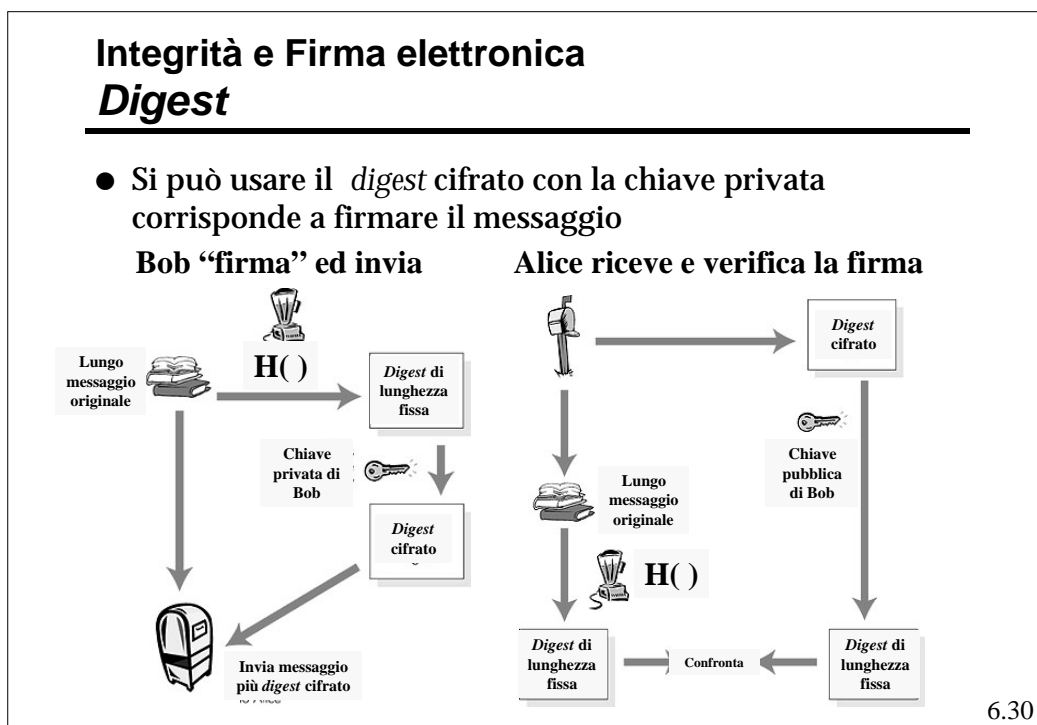 Integrità e Firma elettronica
Digest
● Si può usare il digest cifrato con la chiave privata
corrisponde a firmare il messaggio
Bob “firma” ed invia
Lungo
messaggio
originale
H( )
Digest di
lunghezza
fissa
Chiave
privata di
Bob
Digest
cifrato
Invia messaggio
più digest cifrato
Alice riceve e verifica la firma
Digest
cifrato
Chiave
pubblica
di Bob
Lungo
messaggio
originale
H( )
Digest di
lunghezza
fissa
Confronta
Digest di
lunghezza
fissa
6.30